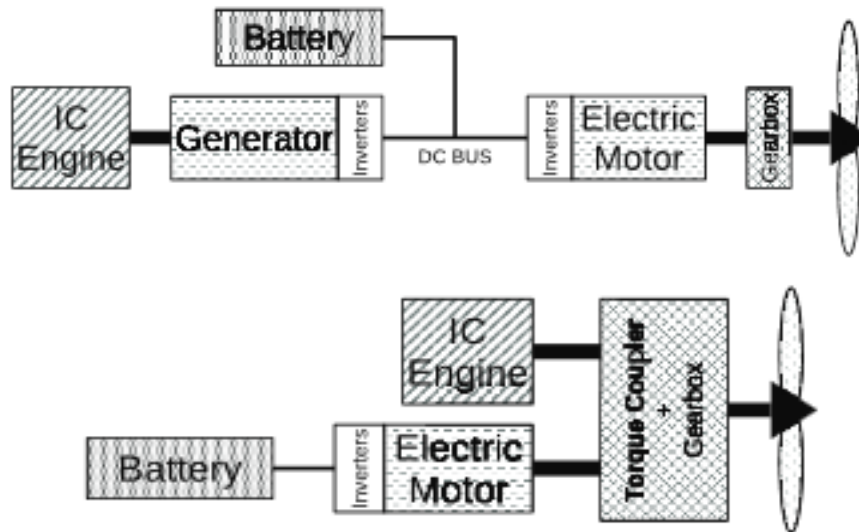 Battery
IC
Engine
Generator
Inverters
DC BUS
Inverters
Electric
Motor
Gearbox
IC
Engine
Torque Coupler
+
Gearbox
Battery
Inverters
Electric
Motor